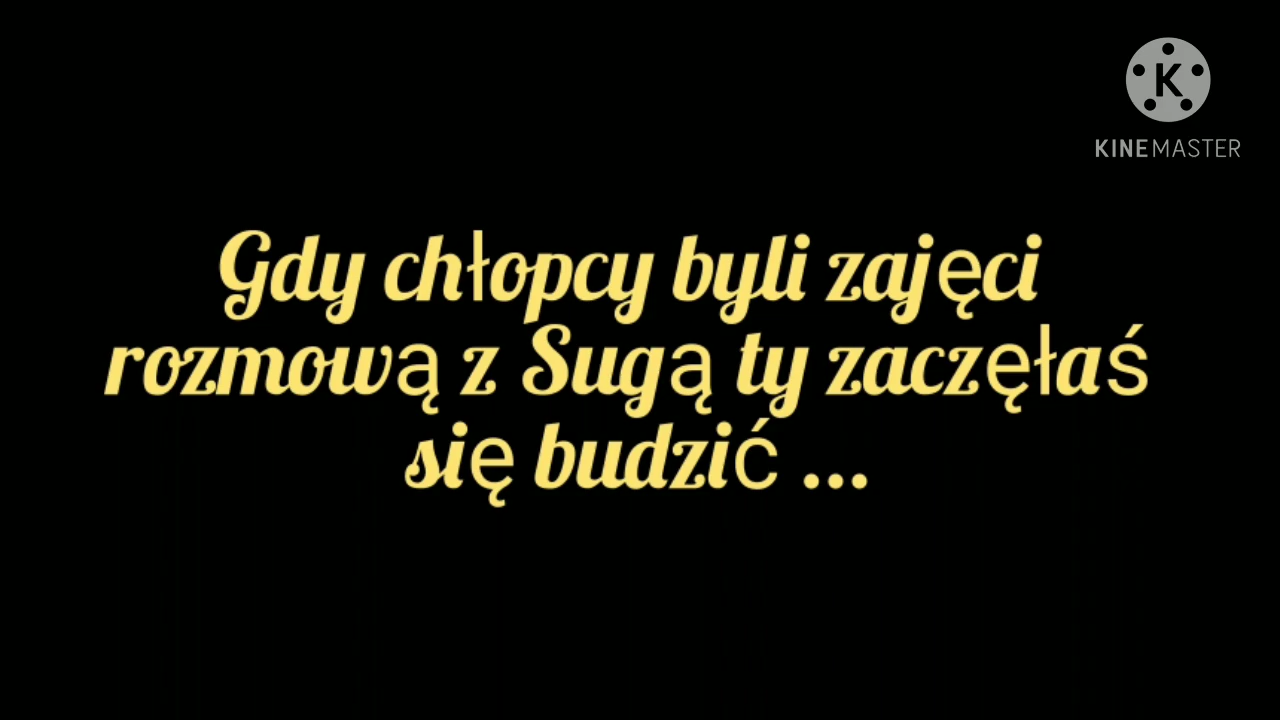 K
KINEMASTER
Gdy chłopcy byli zajęci
rozmową z Sugą ty zaczęłaś
się budzić ...